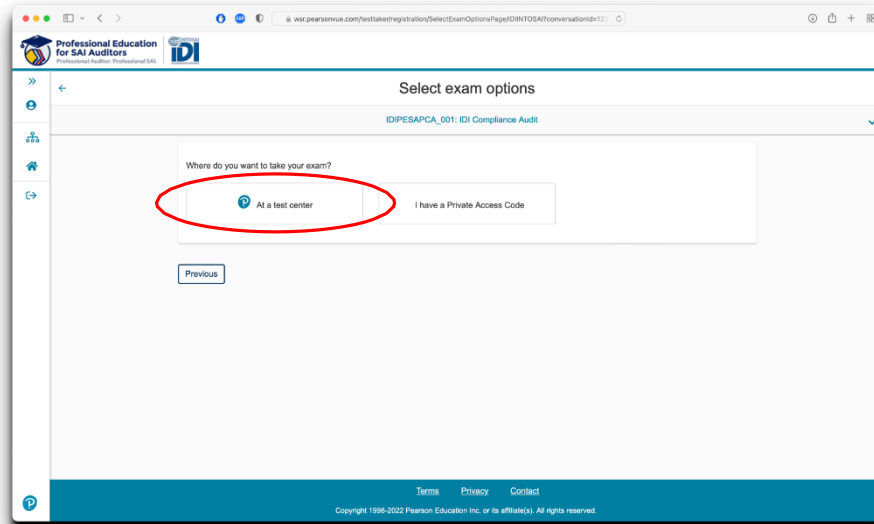 wsr.pearsonvue.com/testtaker/registration/SelectExamOptionsPage/IDIINTOSAI?conversationId=122
Professional Education
for SAI Auditors
Professional Auditor. Professional SAI.
INTOSAI
IDI
Select exam options
IDIPESAPCA_001: IDI Compliance Audit
Where do you want to take your exam?
At a test center
I have a Private Access Code
Previous
Terms Privacy Contact
Copyright 1996-2022 Pearson Education Inc. or its affiliate(s). All rights reserved.